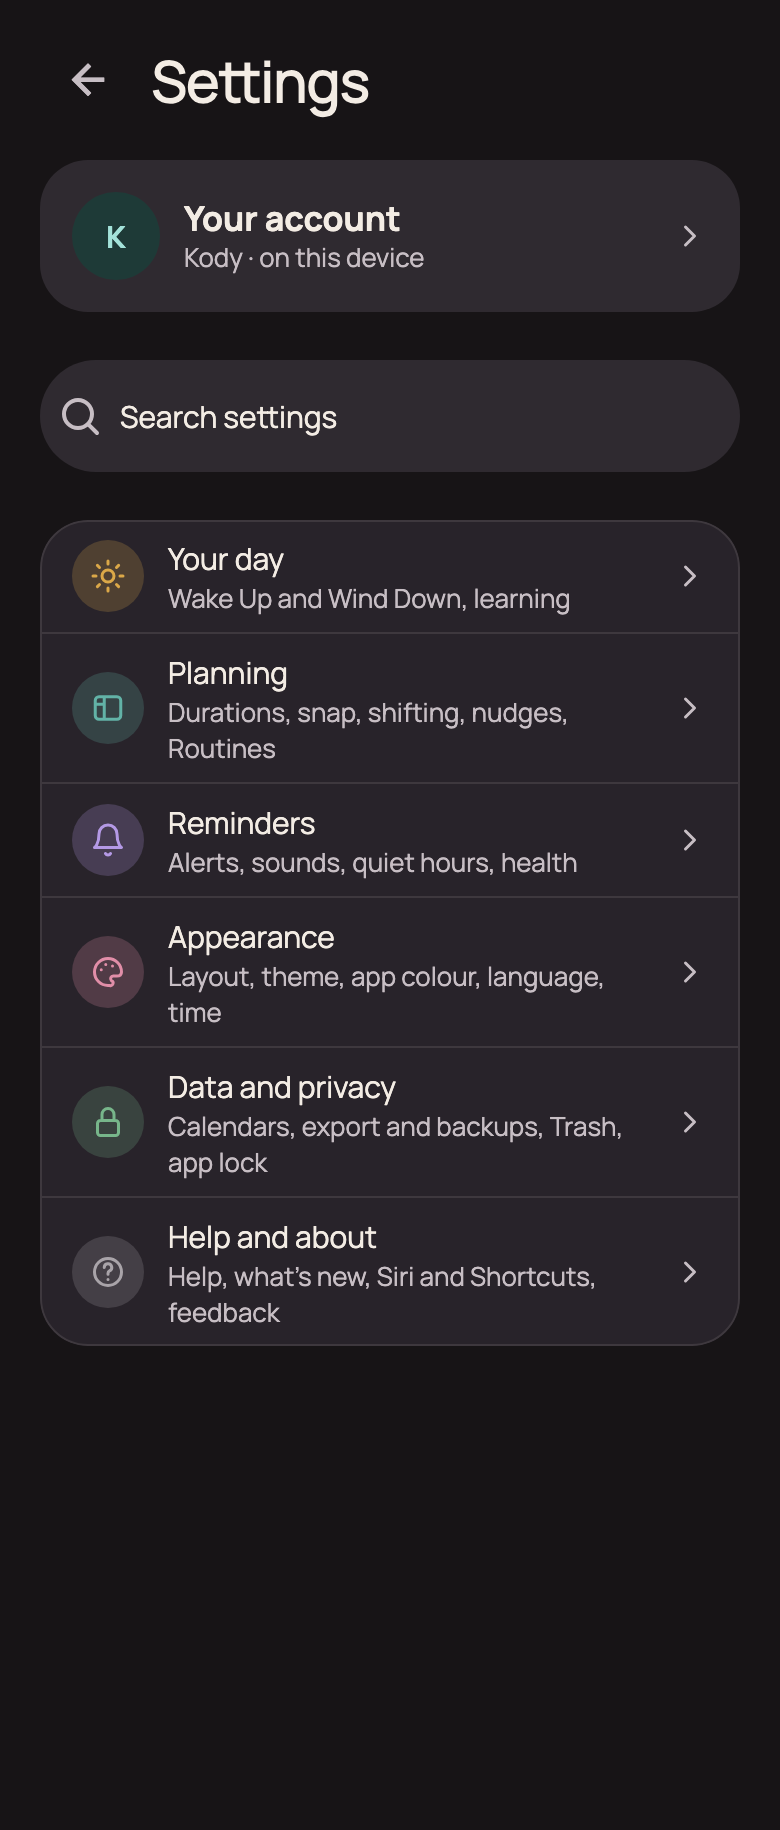 Settings
K
Your account
Kody · on this device
Search settings
Your day
Wake Up and Wind Down, learning
Planning
Durations, snap, shifting, nudges,
Routines
Reminders
Alerts, sounds, quiet hours, health
Appearance
Layout, theme, app colour, language,
time
Data and privacy
Calendars, export and backups, Trash,
app lock
Help and about
Help, what’s new, Siri and Shortcuts,
feedback